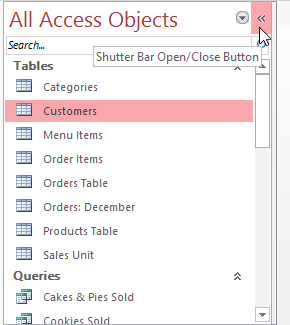 All Access Objects
Search...
Shutter Bar Open/Close Button
Tables
Categories
Customers
Menu Items
Order Items
Orders Table
Orders: December
Products Table
Sales Unit
Queries
Cakes & Pies Sold
Cookies Sold